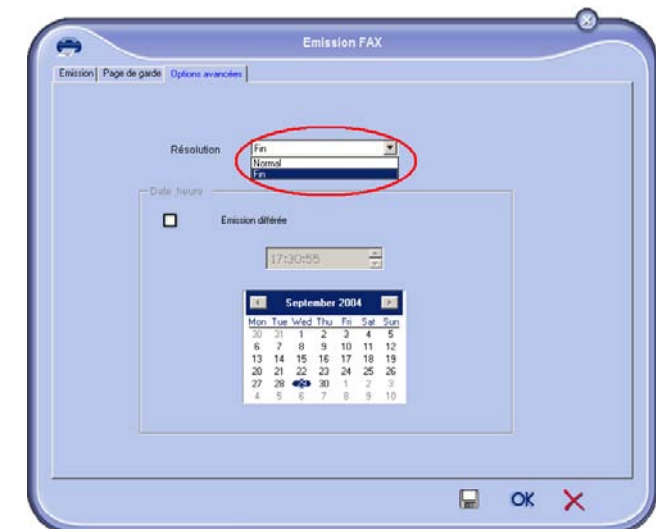 Emission FAX
Emission Page de garde Options avancées
Résolution Fin
Normal
Fin
Date_heure
Emission différée
17:30:55
September 2004
Mon Tue Wed Thu Fri Sat Sun
30 31 1 2 3 4 5
6 7 8 9 10 11 12
13 14 15 16 17 18 19
20 21 22 23 24 25 26
27 28 29 30 1 2 3
4 5 6 7 8 9 10
OK